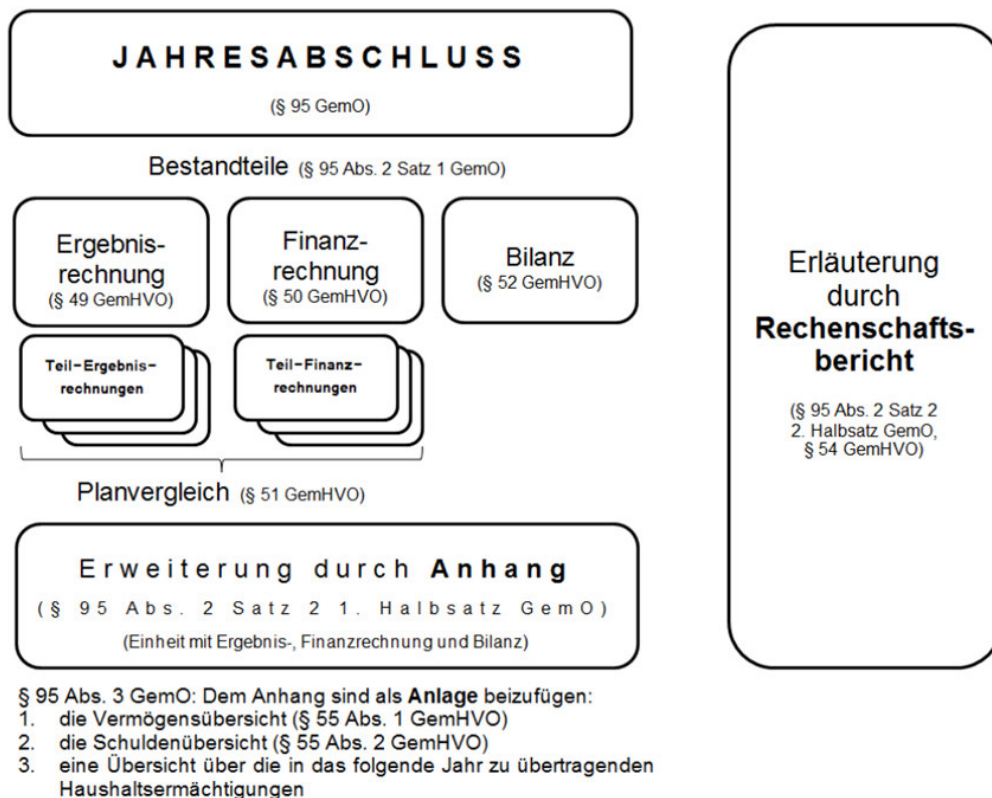 JAHRESABSCHLUSS
(§ 95 GemO)
Bestandteile (§ 95 Abs. 2 Satz 1 GemO)
Ergebnis-
rechnung
(§ 49 GemHVO)
Finanz-
rechnung
(§ 50 GemHVO)
Bilanz
(§ 52 GemHVO)
Teil-Ergebnis-
rechnungen
Teil-Finanz-
rechnungen
Planvergleich (§ 51 GemHVO)
Erweiterung durch Anhang
(§ 95 Abs. 2 Satz 2 1. Halbsatz GemO)
(Einheit mit Ergebnis-, Finanzrechnung und Bilanz)
§ 95 Abs. 3 GemO: Dem Anhang sind als Anlage beizufügen:
1. die Vermögensübersicht (§ 55 Abs. 1 GemHVO)
2. die Schuldenübersicht (§ 55 Abs. 2 GemHVO)
3. eine Übersicht über die in das folgende Jahr zu übertragenden
Haushaltsermächtigungen
Erläuterung
durch
Rechenschafts-
bericht
(§ 95 Abs. 2 Satz 2
2. Halbsatz GemO,
§ 54 GemHVO)